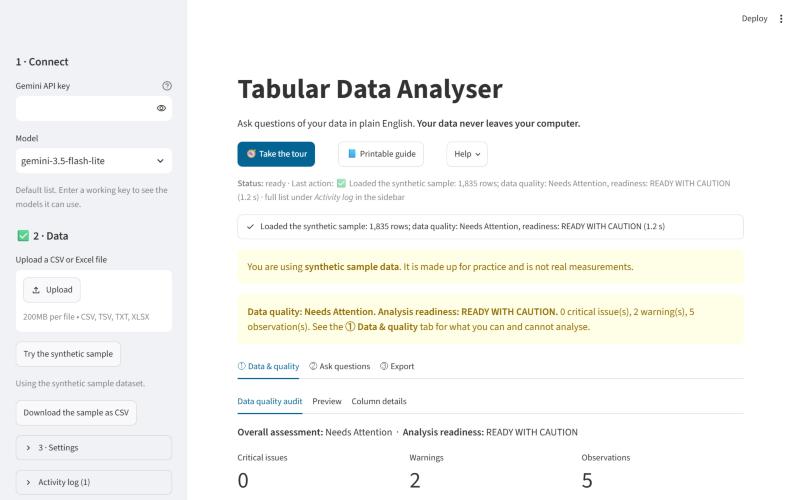 Deploy
1 · Connect
Gemini API key
Model
gemini-3.5-flash-lite
Default list. Enter a working key to see the
models it can use.
✅ 2 · Data
Upload a CSV or Excel file
Upload
200MB per file • CSV, TSV, TXT, XLSX
Try the synthetic sample
Using the synthetic sample dataset.
Download the sample as CSV
3 · Settings
Activity log (1)
Tabular Data Analyser
Ask questions of your data in plain English. Your data never leaves your computer.
🧭 Take the tour
📘 Printable guide
Help
Status: ready · Last action: ✅ Loaded the synthetic sample: 1,835 rows; data quality: Needs Attention, readiness: READY WITH CAUTION
(1.2 s) · full list under Activity log in the sidebar
Loaded the synthetic sample: 1,835 rows; data quality: Needs Attention, readiness: READY WITH CAUTION (1.2 s)
You are using synthetic sample data. It is made up for practice and is not real measurements.
Data quality: Needs Attention. Analysis readiness: READY WITH CAUTION. 0 critical issue(s), 2 warning(s), 5
observation(s). See the ① Data & quality tab for what you can and cannot analyse.
① Data & quality ② Ask questions ③ Export
Data quality audit Preview Column details
Overall assessment: Needs Attention · Analysis readiness: READY WITH CAUTION
Critical issues Warnings Observations
0 2 5